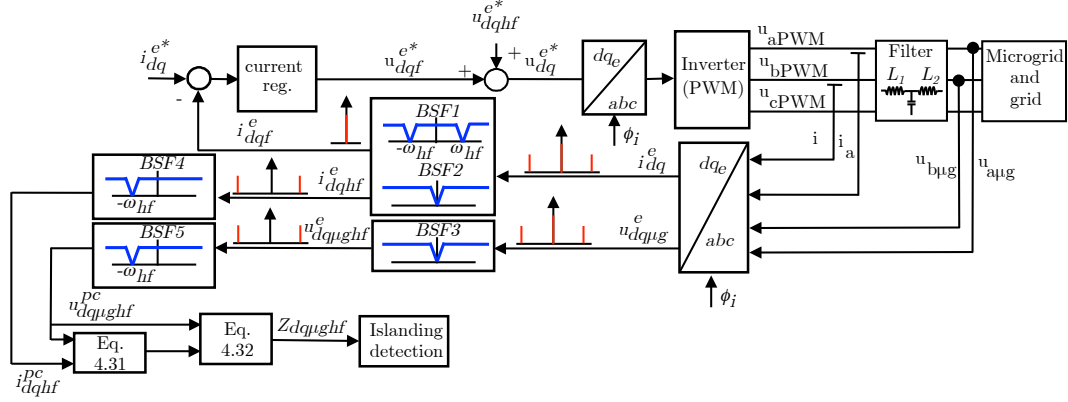 i_dq^e*
-
current
reg.
u_dqf^e*
+
u_dqhf^e*
+
u_dq^e*
dq_e
abc
ϕ_i
Inverter
(PWM)
u_aPWM
u_bPWM
u_cPWM
Filter
L_1 L_2
Microgrid
and
grid
i
i_a
u_bμg
u_aμg
i_dqf^e
BSF1
-ω_hf ω_hf
BSF2
i_dq^e
dq_e
abc
ϕ_i
BSF4
-ω_hf
i_dqhf^e
BSF5
-ω_hf
u_dqμghf^e
BSF3
u_dqμg^e
u_dqμghf^pc
Eq.
4.31
Eq.
4.32
Z_dqμghf
Islanding
detection
i_dqhf^pc